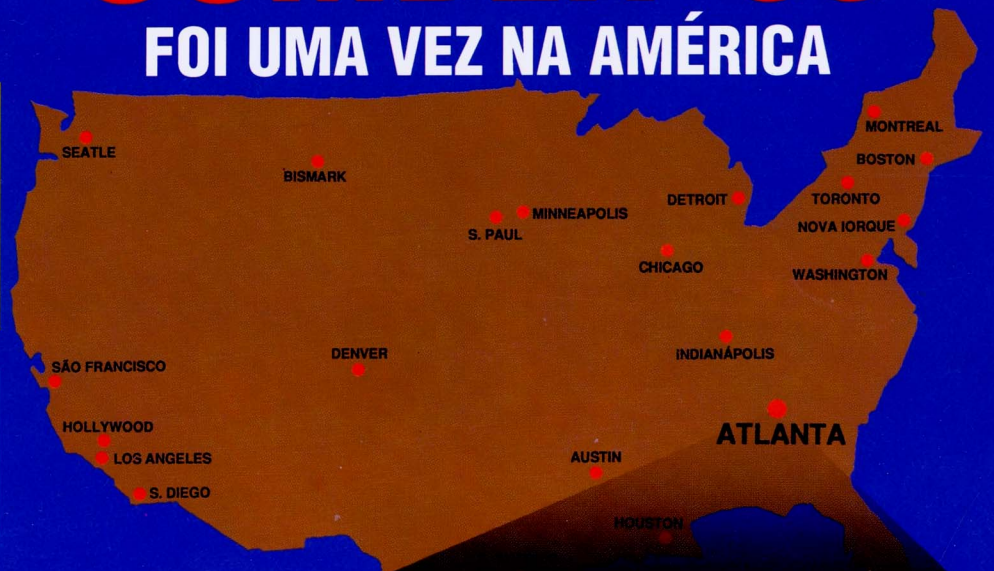 FOI UMA VEZ NA AMÉRICA
MONTREAL
SEATLE
BOSTON
BISMARK
DETROIT
TORONTO
MINNEAPOLIS
NOVA IORQUE
S. PAUL
CHICAGO
WASHINGTON
DENVER
INDIANÁPOLIS
SÃO FRANCISCO
HOLLYWOOD
ATLANTA
LOS ANGELES
AUSTIN
S. DIEGO
HOUSTON